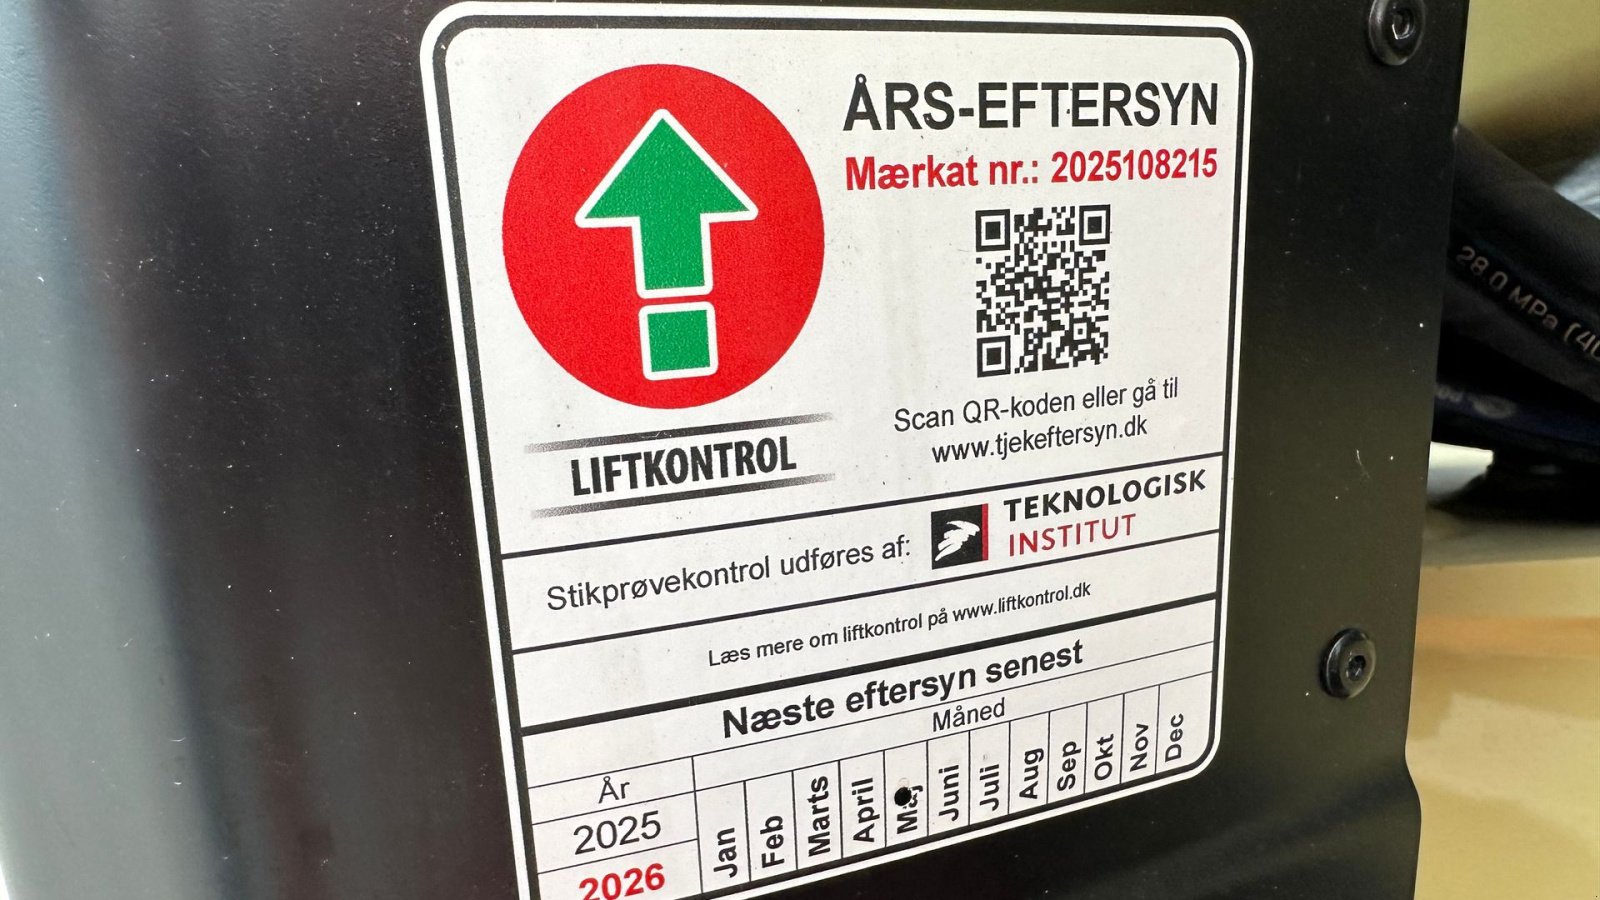 ÅRS-EFTERSYN
Mærkat nr.: 2025108215
Scan QR-koden eller gå til
www.tjekeftersyn.dk
LIFTKONTROL
Stikprøvekontrol udføres af:
TEKNOLOGISK
INSTITUT
Læs mere om liftkontrol på www.liftkontrol.dk
Næste eftersyn senest
År
Måned
2025
2026
Jan Feb Marts April Maj Juni Juli Aug Sep Okt Nov Dec
28.0 MPa